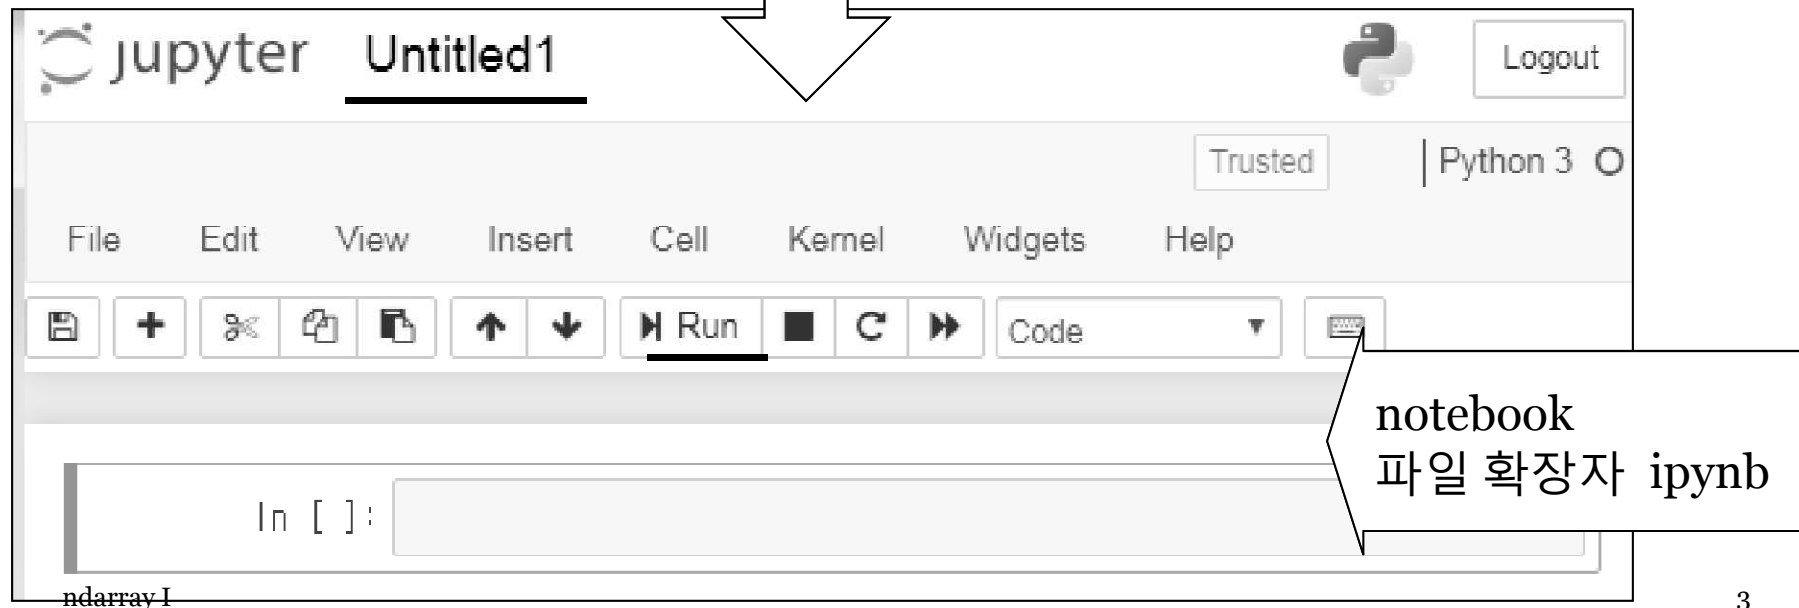 jupyter Untitled1 Logout
Trusted Python 3
File Edit View Insert Cell Kernel Widgets Help
Run Code
notebook
파일 확장자 ipynb
In [ ]:
ndarray I
3